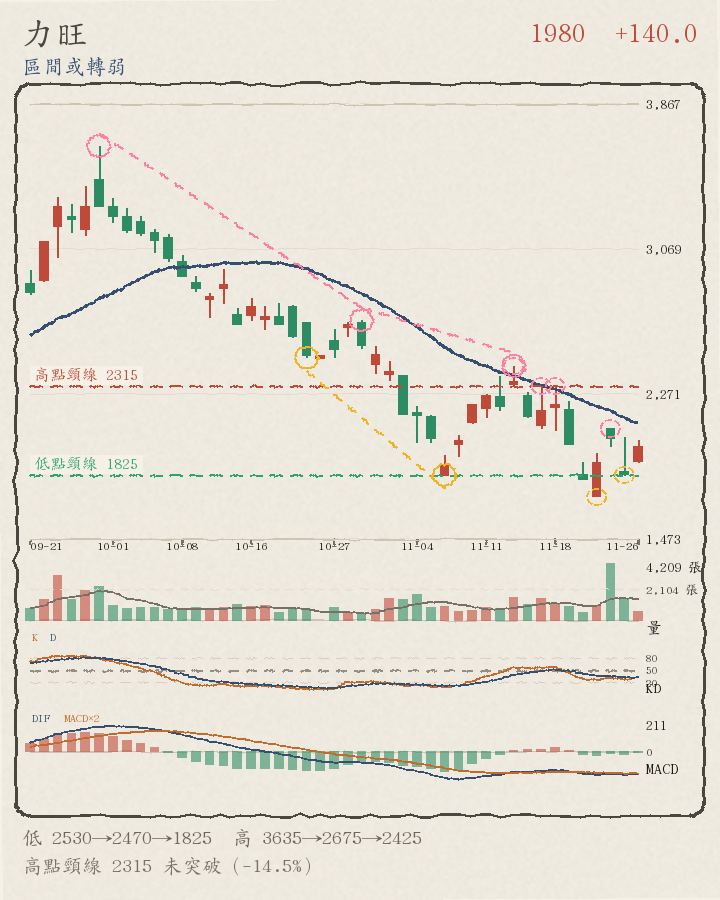 力旺 1980 +140.0
區間或轉弱
3,867
3,069
高點頸線 2315
2,271
低點頸線 1825
1,473
09-21 10-01 10-08 10-16 10-27 11-04 11-11 11-18 11-26
4,209 張
2,104 張
量
K D
80
50
20
KD
DIF MACD×2
211
0
MACD
低 2530→2470→1825 高 3635→2675→2425
高點頸線 2315 未突破 (-14.5%)